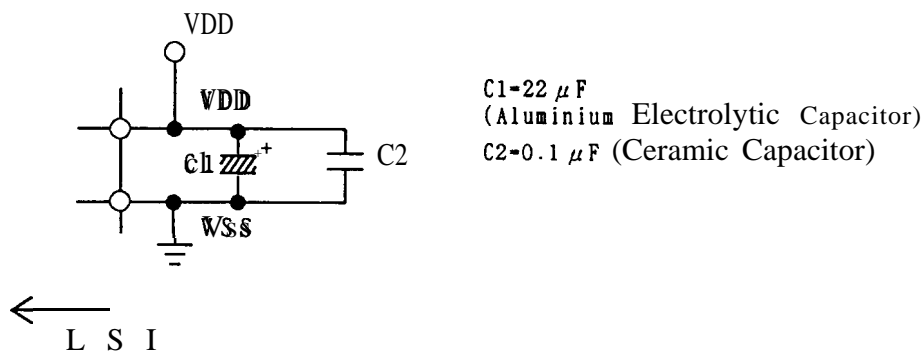 VDD
VDD
C1
+
C2
VSS
L S I
C1=22 μF
(Aluminium Electrolytic Capacitor)
C2=0.1 μF (Ceramic Capacitor)